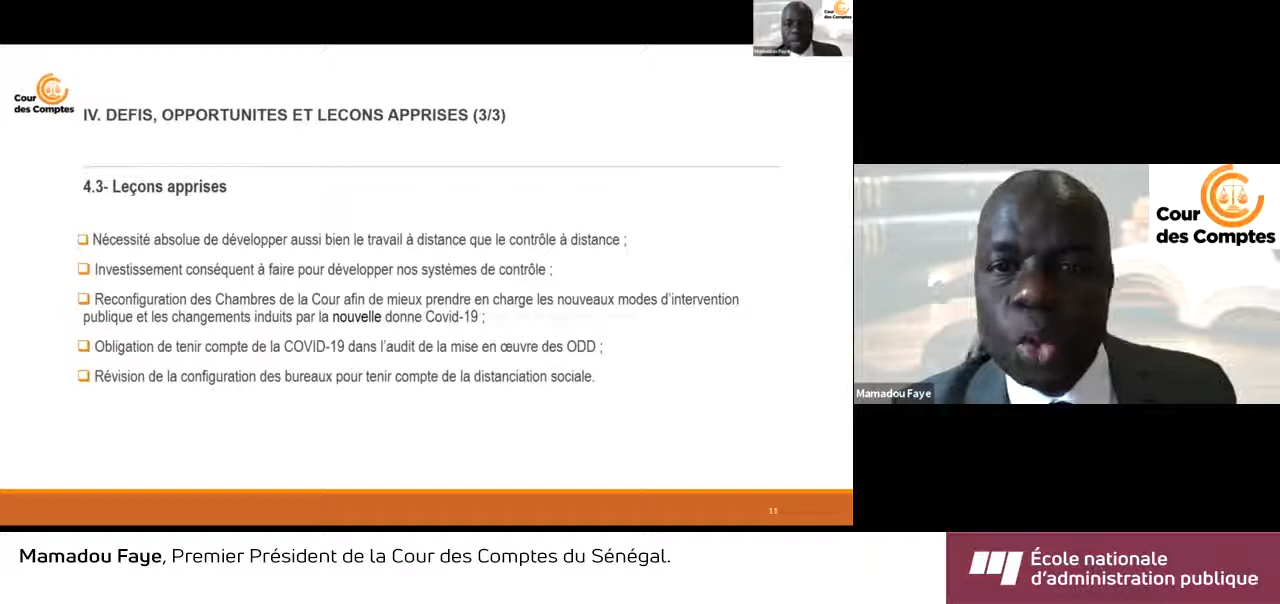 Cour
des Comptes
IV. DEFIS, OPPORTUNITES ET LECONS APPRISES (3/3)
4.3- Leçons apprises
Nécessité absolue de développer aussi bien le travail à distance que le contrôle à distance ;
Investissement conséquent à faire pour développer nos systèmes de contrôle ;
Reconfiguration des Chambres de la Cour afin de mieux prendre en charge les nouveaux modes d'intervention
publique et les changements induits par la nouvelle donne Covid-19 ;
Obligation de tenir compte de la COVID-19 dans l'audit de la mise en œuvre des ODD ;
Révision de la configuration des bureaux pour tenir compte de la distanciation sociale.
11
Mamadou Faye
Cour
des Comptes
Cour
des Comptes
Mamadou Faye
Mamadou Faye, Premier Président de la Cour des Comptes du Sénégal.
École nationale
d'administration publique